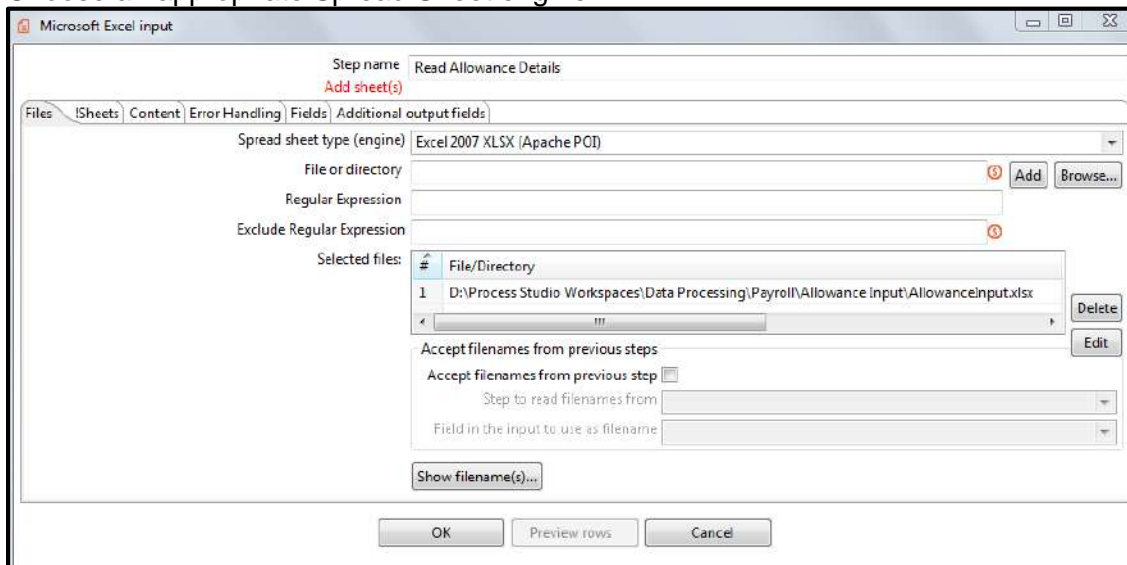 Microsoft Excel input
Step name Read Allowance Details
Add sheet(s)
Files !Sheets Content Error Handling Fields Additional output fields
Spread sheet type (engine) Excel 2007 XLSX (Apache POI)
File or directory Add Browse...
Regular Expression
Exclude Regular Expression
Selected files: # File/Directory
1 D:\Process Studio Workspaces\Data Processing\Payroll\Allowance Input\AllowanceInput.xlsx
Delete
Edit
Accept filenames from previous steps
Accept filenames from previous step
Step to read filenames from
Field in the input to use as filename
Show filename(s)...
OK Preview rows Cancel